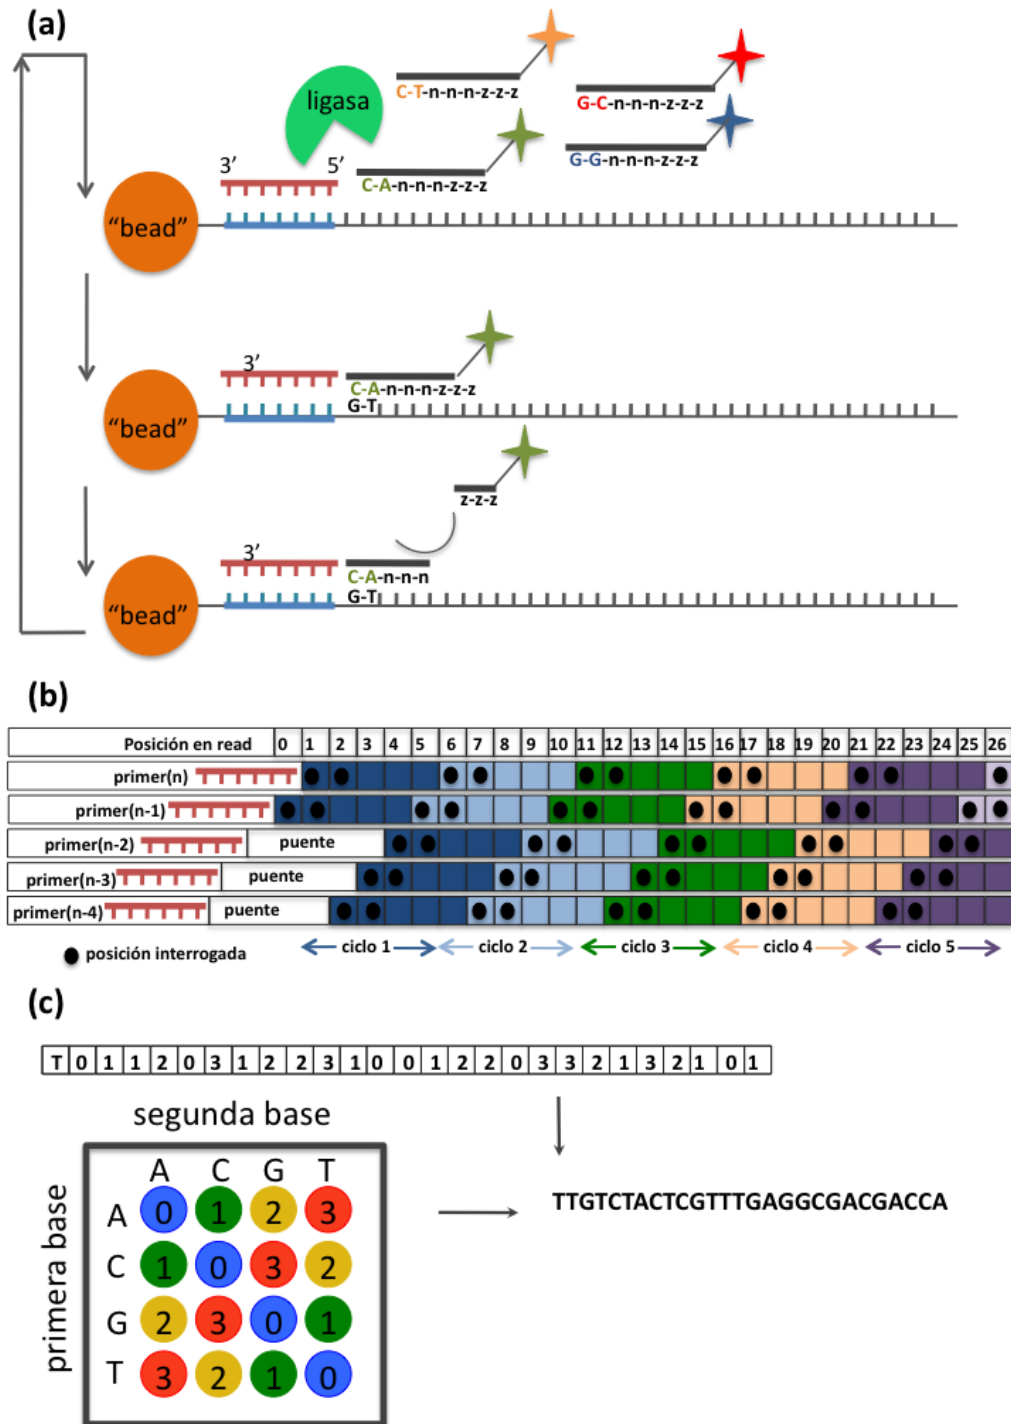 (a)
ligasa
C-T-n-n-n-z-z-z
G-C-n-n-n-z-z-z
G-G-n-n-n-z-z-z
3’ 5’
C-A-n-n-n-z-z-z
“bead”
3’
C-A-n-n-n-z-z-z
G-T
“bead”
z-z-z
3’
C-A-n-n-n
G-T
“bead”
(b)
Posición en read 0 1 2 3 4 5 6 7 8 9 10 11 12 13 14 15 16 17 18 19 20 21 22 23 24 25 26
primer(n)
primer(n-1)
primer(n-2) puente
primer(n-3) puente
primer(n-4) puente
posición interrogada ciclo 1 ciclo 2 ciclo 3 ciclo 4 ciclo 5
(c)
T 0 1 1 2 0 3 1 2 2 3 1 0 0 1 2 2 0 3 3 2 1 3 2 1 0 1
segunda base
A C G T
A 0 1 2 3
C 1 0 3 2
G 2 3 0 1
T 3 2 1 0
primera base
TTGTCTACTCGTTTGAGGCGACGACCA